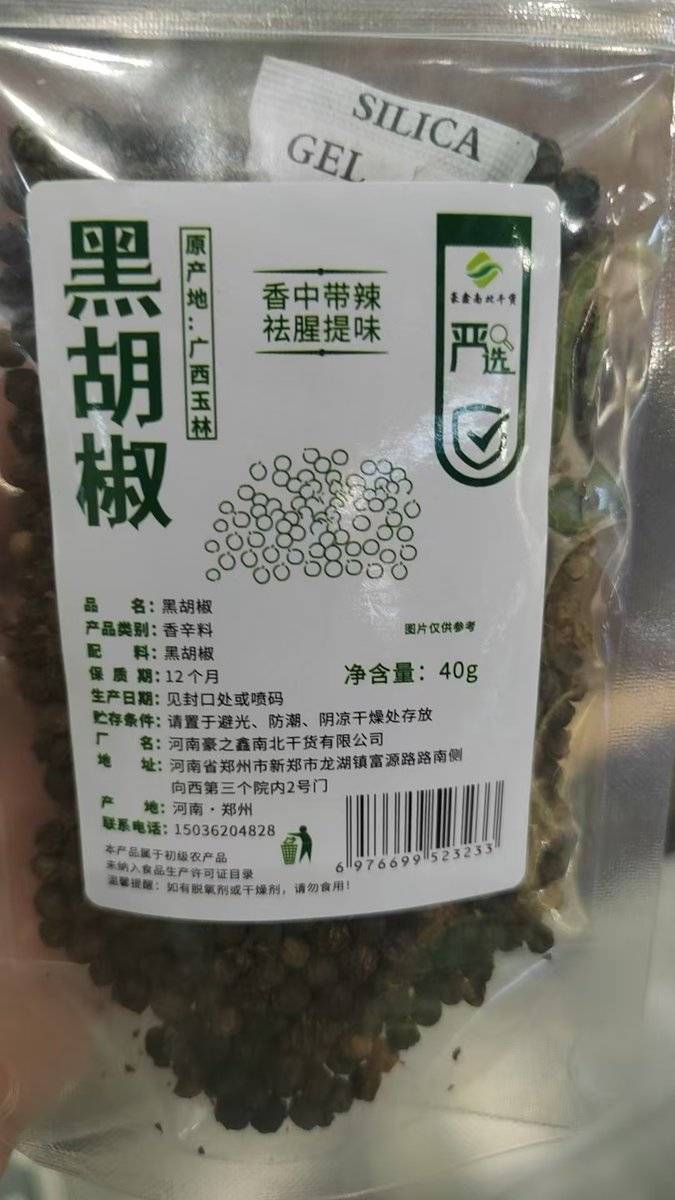 SILICA
GEL
黑胡椒
原产地：广西玉林
香中带辣
祛腥提味
豪鑫南北干货
严选
图片仅供参考
品 名：黑胡椒
产品类别：香辛料
配 料：黑胡椒
净含量：40g
保 质 期：12个月
生产日期：见封口处或喷码
贮存条件：请置于避光、防潮、阴凉干燥处存放
厂 名：河南豪之鑫南北干货有限公司
地 址：河南省郑州市新郑市龙湖镇富源路路南侧
向西第三个院内2号门
产 地：河南·郑州
联系电话：15036204828
本产品属于初级农产品
未纳入食品生产许可证目录
温馨提醒：如有脱氧剂或干燥剂，请勿食用！
6 976699 523233